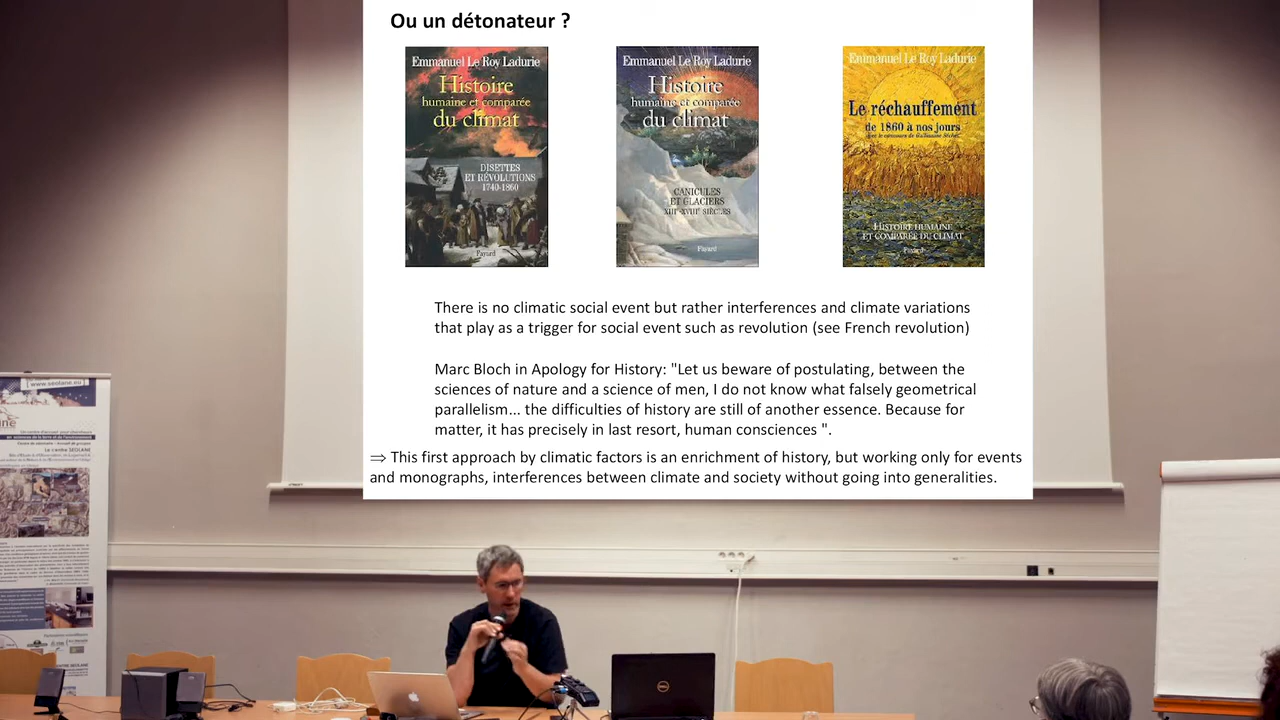 Ou un détonateur ?
Emmanuel Le Roy Ladurie
Histoire
humaine et comparée
du climat
DISETTES
ET RÉVOLUTIONS
1740-1860
Fayard
Emmanuel Le Roy Ladurie
Histoire
humaine et comparée
du climat
CANICULES
ET GLACIERS
XIIIe-XVIIIe SIÈCLES
Fayard
Emmanuel Le Roy Ladurie
Le réchauffement
de 1860 à nos jours
HISTOIRE HUMAINE
ET COMPARÉE DU CLIMAT
Fayard
There is no climatic social event but rather interferences and climate variations
that play as a trigger for social event such as revolution (see French revolution)
Marc Bloch in Apology for History: "Let us beware of postulating, between the
sciences of nature and a science of men, I do not know what falsely geometrical
parallelism... the difficulties of history are still of another essence. Because for
matter, it has precisely in last resort, human consciences ".
⇒ This first approach by climatic factors is an enrichment of history, but working only for events
and monographs, interferences between climate and society without going into generalities.
www.seolane.eu
Le centre SEOLANE
DELL